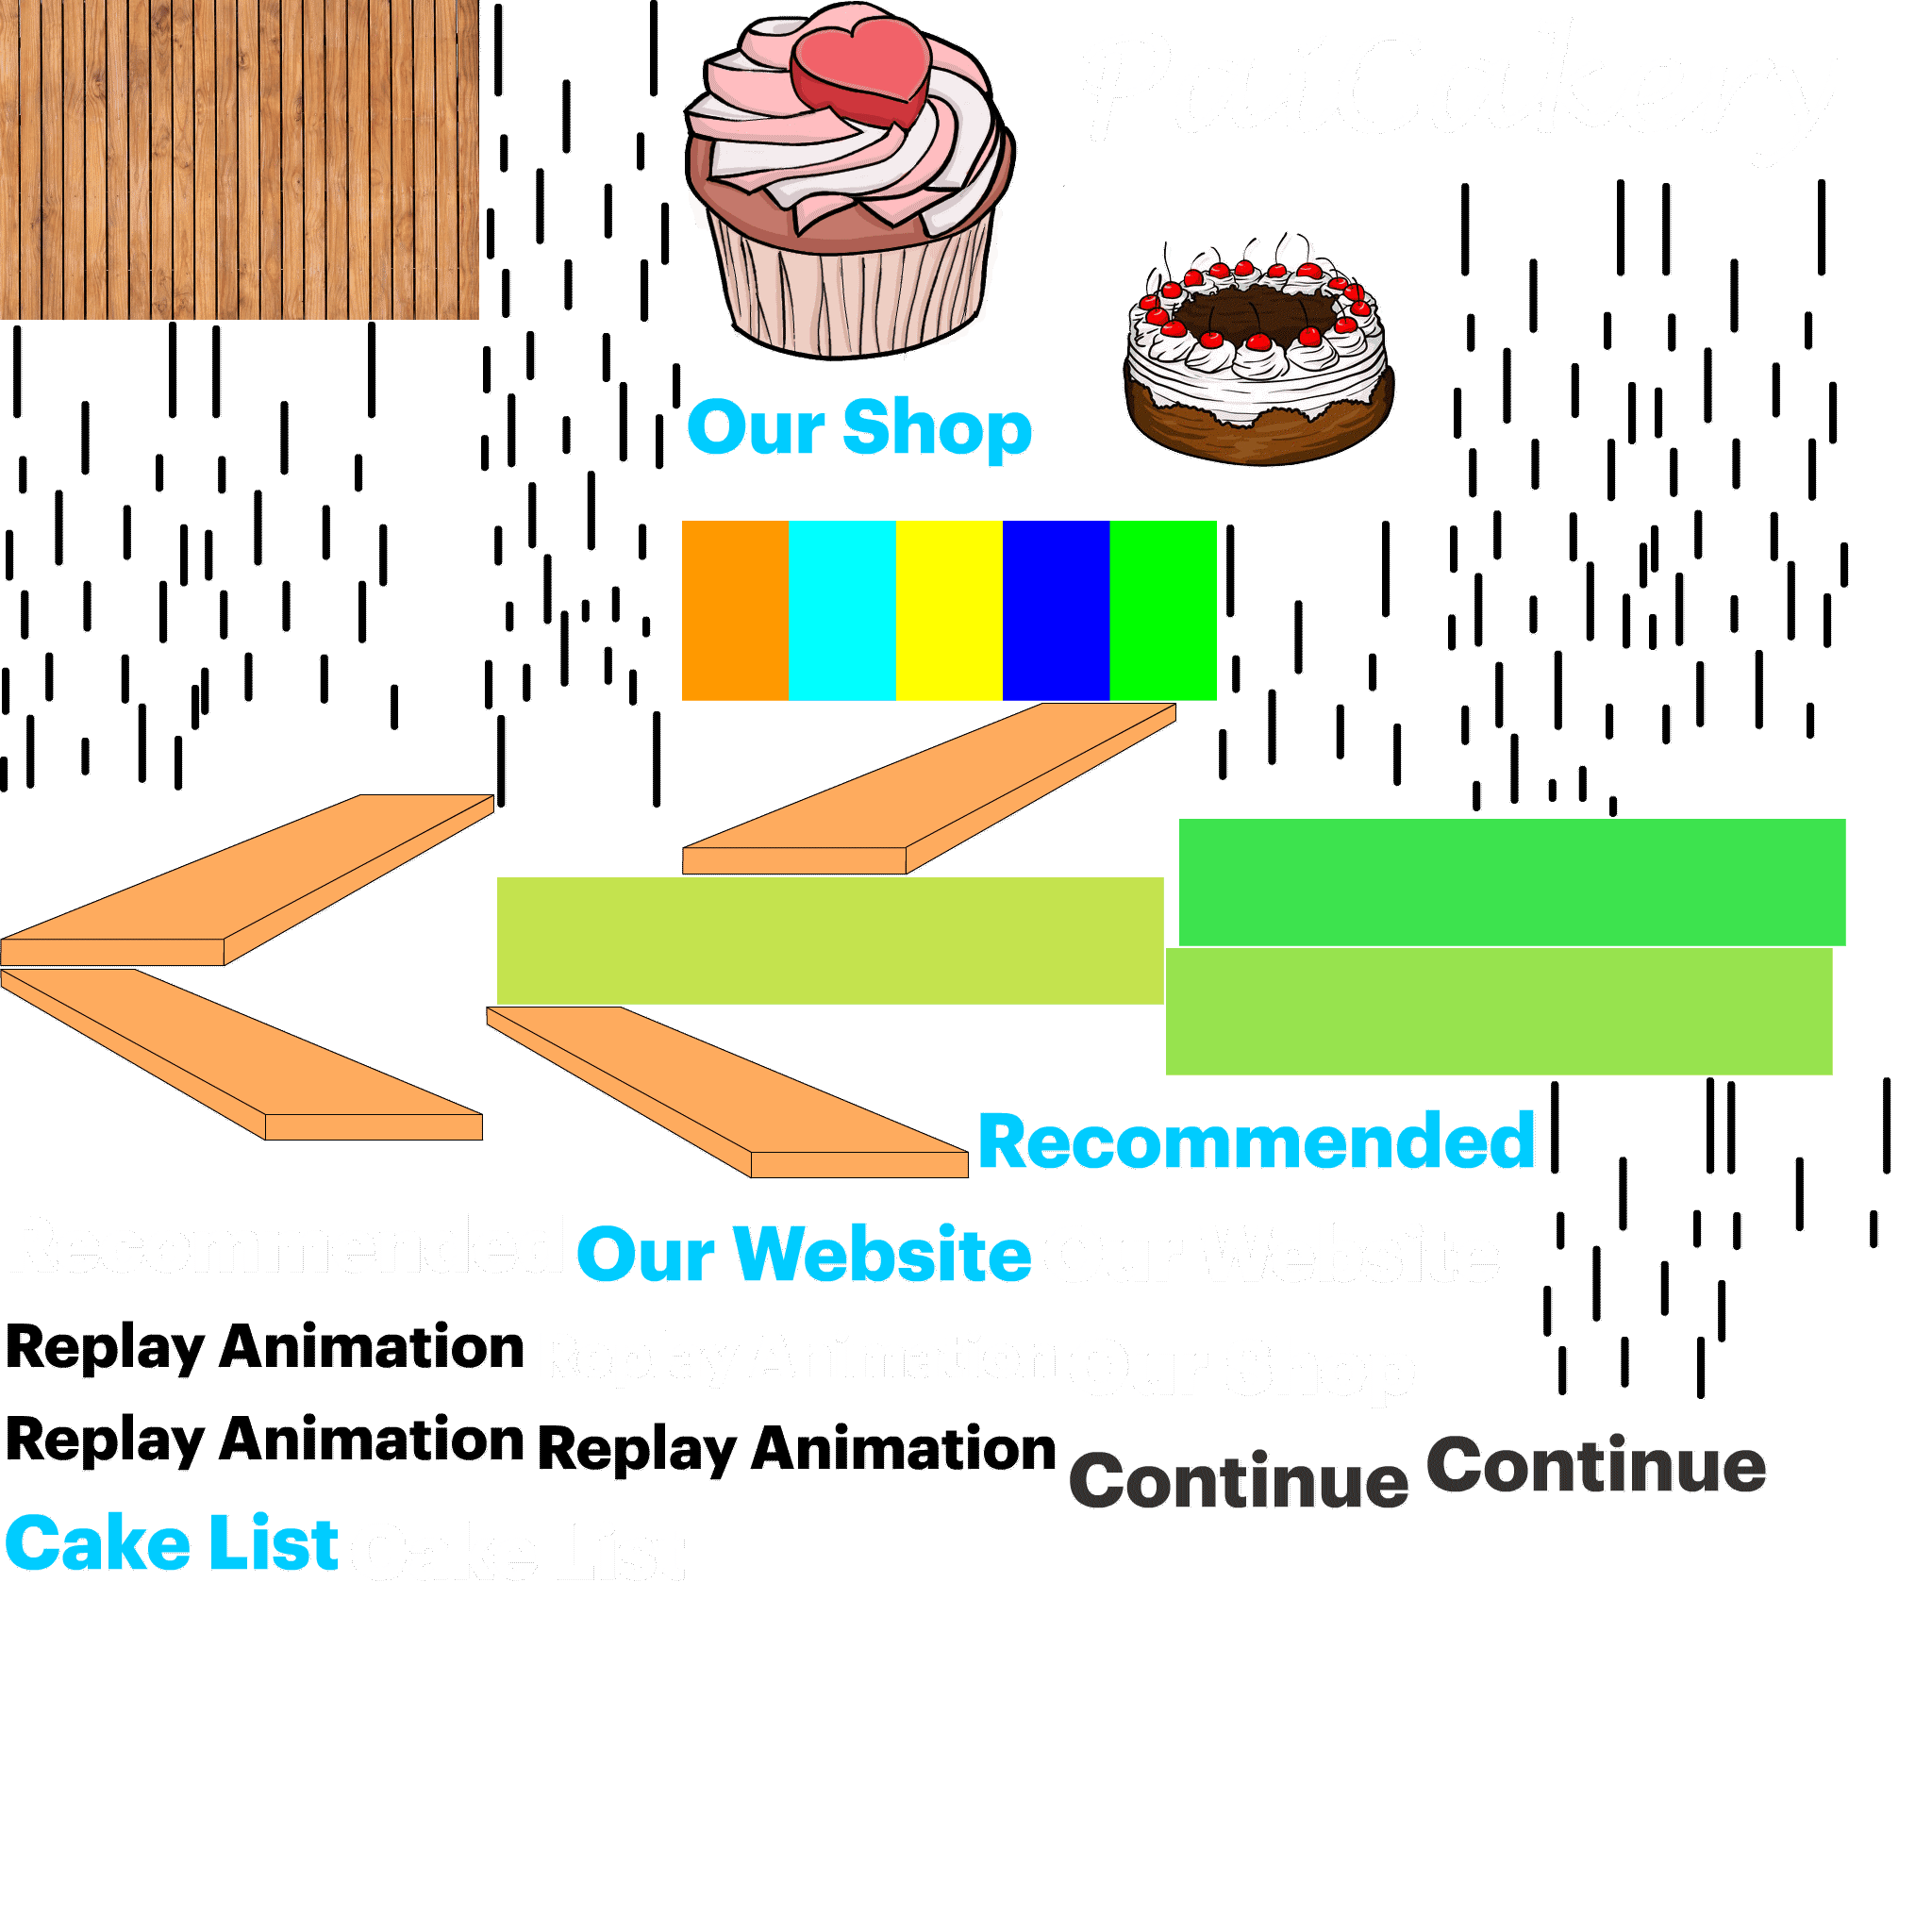 Our Shop
Recommended
Recommended
Our Website
Our Website
Replay Animation
Replay Animation
Our Shop
Replay Animation
Replay Animation
Continue
Continue
Cake List
Cake List